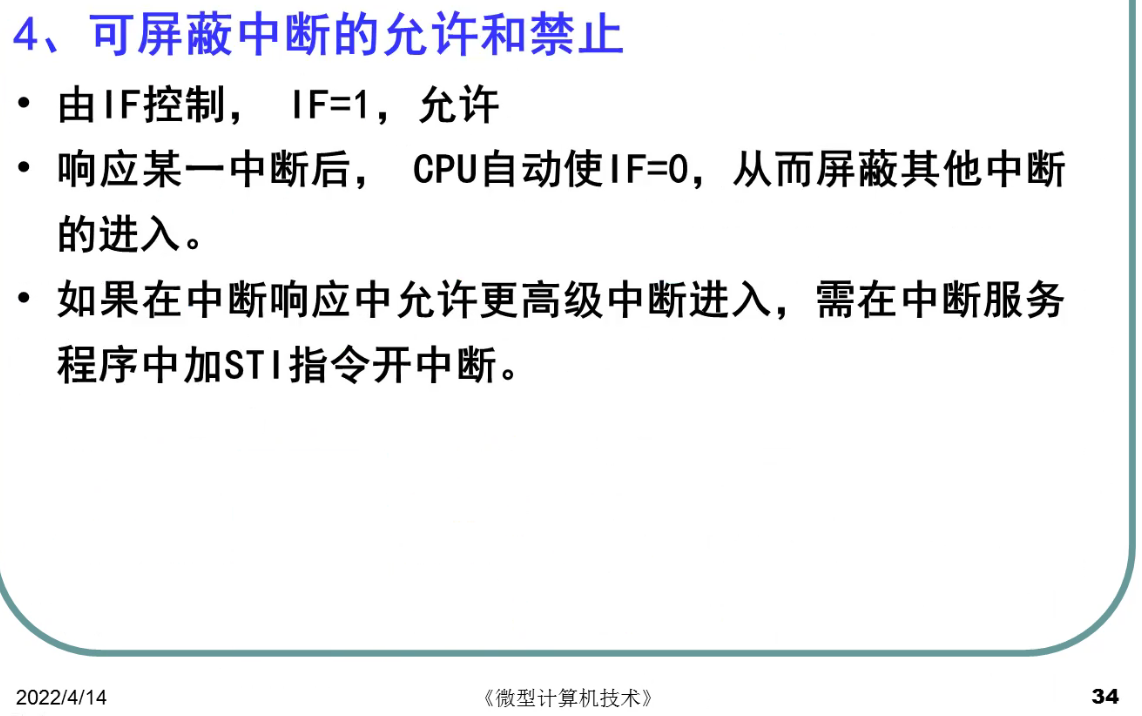 4、可屏蔽中断的允许和禁止
• 由IF控制， IF=1，允许
• 响应某一中断后， CPU自动使IF=0，从而屏蔽其他中断
的进入。
• 如果在中断响应中允许更高级中断进入，需在中断服务
程序中加STI指令开中断。
2022/4/14
《微型计算机技术》
34